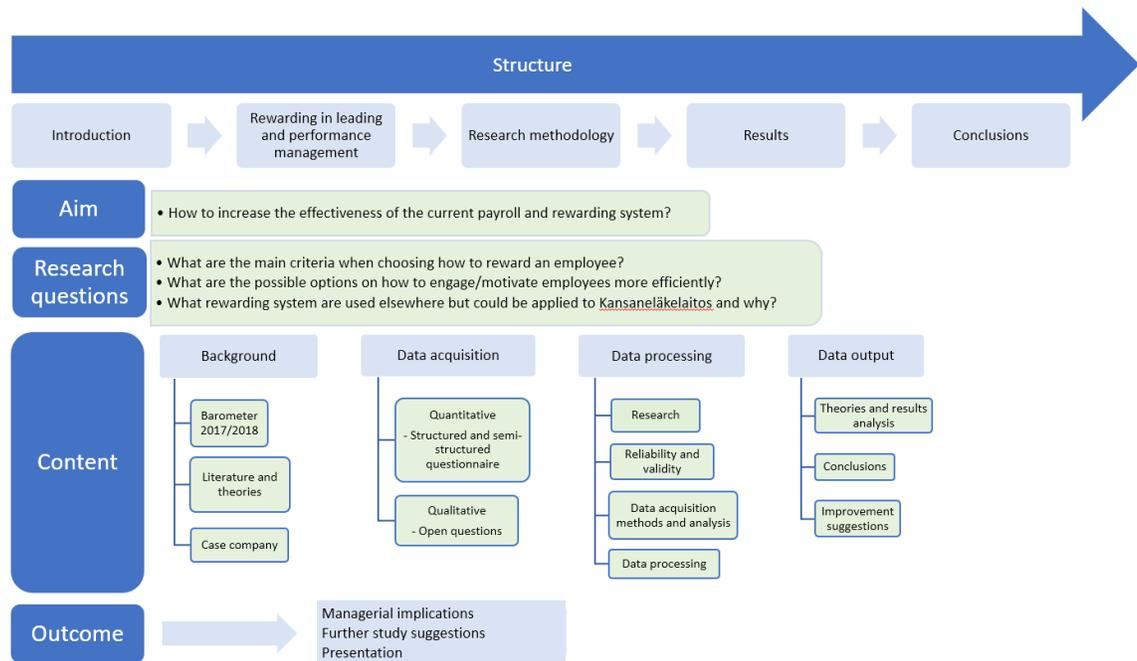 Structure
Introduction
Rewarding in leading
and performance
management
Research methodology
Results
Conclusions
Aim
• How to increase the effectiveness of the current payroll and rewarding system?
Research
questions
• What are the main criteria when choosing how to reward an employee?
• What are the possible options on how to engage/motivate employees more efficiently?
• What rewarding system are used elsewhere but could be applied to Kansaneläkelaitos and why?
Content
Background
Barometer
2017/2018
Literature and
theories
Case company
Data acquisition
Quantitative
- Structured and semi-
structured
questionnaire
Qualitative
- Open questions
Data processing
Research
Reliability and
validity
Data acquisition
methods and analysis
Data processing
Data output
Theories and results
analysis
Conclusions
Improvement
suggestions
Outcome
Managerial implications
Further study suggestions
Presentation